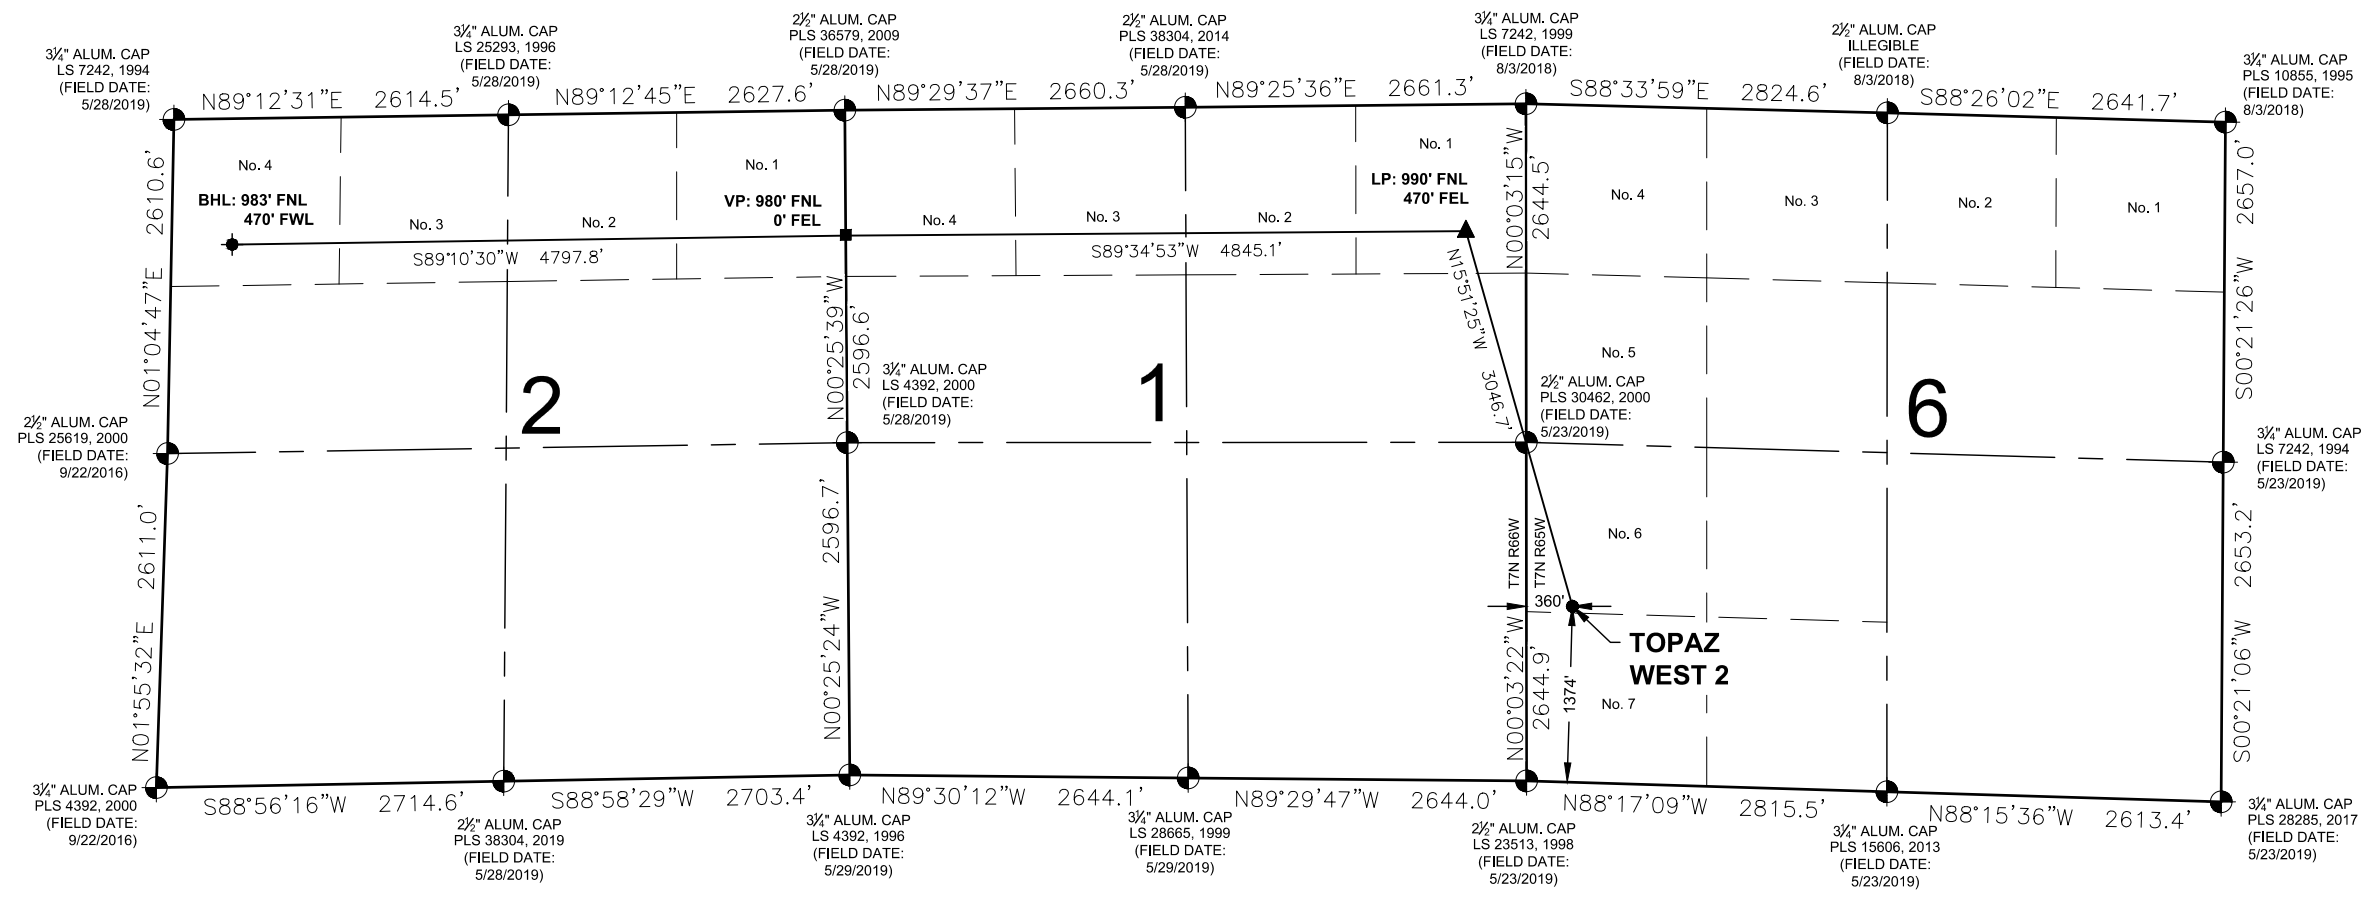 3¼" ALUM. CAP
LS 7242, 1994
(FIELD DATE:
5/28/2019)
3¼" ALUM. CAP
LS 25293, 1996
(FIELD DATE:
5/28/2019)
2½" ALUM. CAP
PLS 36579, 2009
(FIELD DATE:
5/28/2019)
2½" ALUM. CAP
PLS 38304, 2014
(FIELD DATE:
5/28/2019)
3¼" ALUM. CAP
LS 7242, 1999
(FIELD DATE:
8/3/2018)
2½" ALUM. CAP
ILLEGIBLE
(FIELD DATE:
8/3/2018)
3¼" ALUM. CAP
PLS 10855, 1995
(FIELD DATE:
8/3/2018)
N89°12'31"E 2614.5'
N89°12'45"E 2627.6'
N89°29'37"E 2660.3'
N89°25'36"E 2661.3'
S88°33'59"E 2824.6'
S88°26'02"E 2641.7'
N01°04'47"E 2610.6'
No. 4
No. 1
No. 1
BHL: 983' FNL
470' FWL
VP: 980' FNL
0' FEL
LP: 990' FNL
470' FEL
No. 3
No. 2
No. 4
No. 3
No. 2
No. 4
No. 3
No. 2
No. 1
N00°03'15"W
2644.5'
S00°21'26"W 2657.0'
S89°10'30"W 4797.8'
S89°34'53"W 4845.1'
N15°51'25"W 3046.7'
N00°25'39"W
2596.6'
No. 5
2
1
6
3¼" ALUM. CAP
LS 4392, 2000
(FIELD DATE:
5/28/2019)
2½" ALUM. CAP
PLS 30462, 2000
(FIELD DATE:
5/23/2019)
2½" ALUM. CAP
PLS 25619, 2000
(FIELD DATE:
9/22/2016)
3¼" ALUM. CAP
LS 7242, 1994
(FIELD DATE:
5/23/2019)
N01°55'32"E 2611.0'
N00°25'24"W 2596.7'
T7N R66W
T7N R65W
No. 6
360'
TOPAZ
WEST 2
1374'
No. 7
N00°03'22"W
2644.9'
S00°21'06"W 2653.2'
S88°56'16"W 2714.6'
S88°58'29"W 2703.4'
N89°30'12"W 2644.1'
N89°29'47"W 2644.0'
N88°17'09"W 2815.5'
N88°15'36"W 2613.4'
3¼" ALUM. CAP
PLS 4392, 2000
(FIELD DATE:
9/22/2016)
2½" ALUM. CAP
PLS 38304, 2019
(FIELD DATE:
5/28/2019)
3¼" ALUM. CAP
LS 4392, 1996
(FIELD DATE:
5/29/2019)
3¼" ALUM. CAP
LS 28665, 1999
(FIELD DATE:
5/29/2019)
2½" ALUM. CAP
LS 23513, 1998
(FIELD DATE:
5/23/2019)
3¼" ALUM. CAP
PLS 15606, 2013
(FIELD DATE:
5/23/2019)
3¼" ALUM. CAP
PLS 28285, 2017
(FIELD DATE:
5/23/2019)